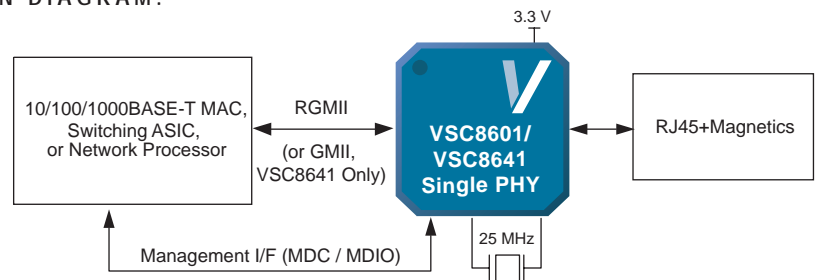 N DIAGRAM:
3.3 V
10/100/1000BASE-T MAC,
Switching ASIC,
or Network Processor
RGMII
(or GMII,
VSC8641 Only)
VSC8601/
VSC8641
Single PHY
RJ45+Magnetics
25 MHz
Management I/F (MDC / MDIO)